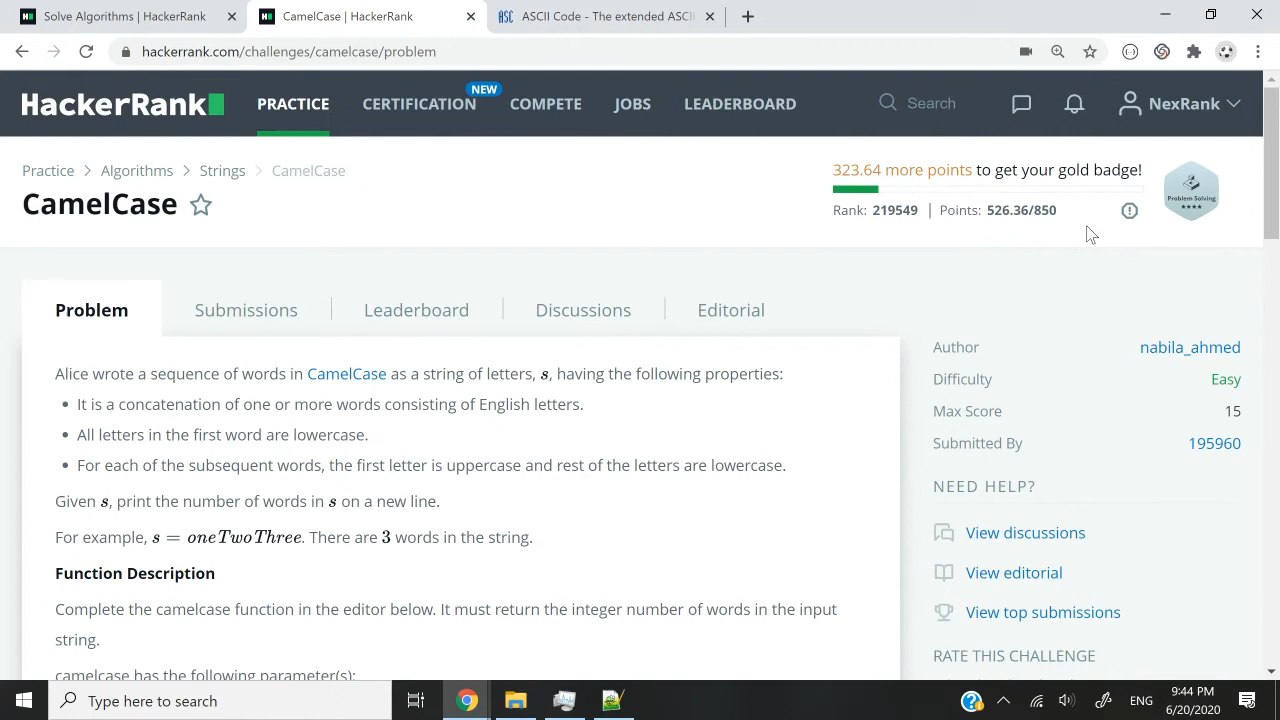 Solve Algorithms | HackerRank
CamelCase | HackerRank
ASC ASCII Code - The extended ASCII
hackerrank.com/challenges/camelcase/problem
HackerRank
PRACTICE
CERTIFICATION
NEW
COMPETE
JOBS
LEADERBOARD
Search
NexRank
Practice > Algorithms > Strings > CamelCase
CamelCase
323.64 more points to get your gold badge!
Rank: 219549 | Points: 526.36/850
Problem Solving
Problem
Submissions
Leaderboard
Discussions
Editorial
Alice wrote a sequence of words in CamelCase as a string of letters, s, having the following properties:
• It is a concatenation of one or more words consisting of English letters.
• All letters in the first word are lowercase.
• For each of the subsequent words, the first letter is uppercase and rest of the letters are lowercase.
Given s, print the number of words in s on a new line.
For example, s = oneTwoThree. There are 3 words in the string.
Function Description
Complete the camelcase function in the editor below. It must return the integer number of words in the input
string.
camelcase has the following parameter(s):
Author nabila_ahmed
Difficulty Easy
Max Score 15
Submitted By 195960
NEED HELP?
View discussions
View editorial
View top submissions
RATE THIS CHALLENGE
Type here to search
ENG
9:44 PM
6/20/2020